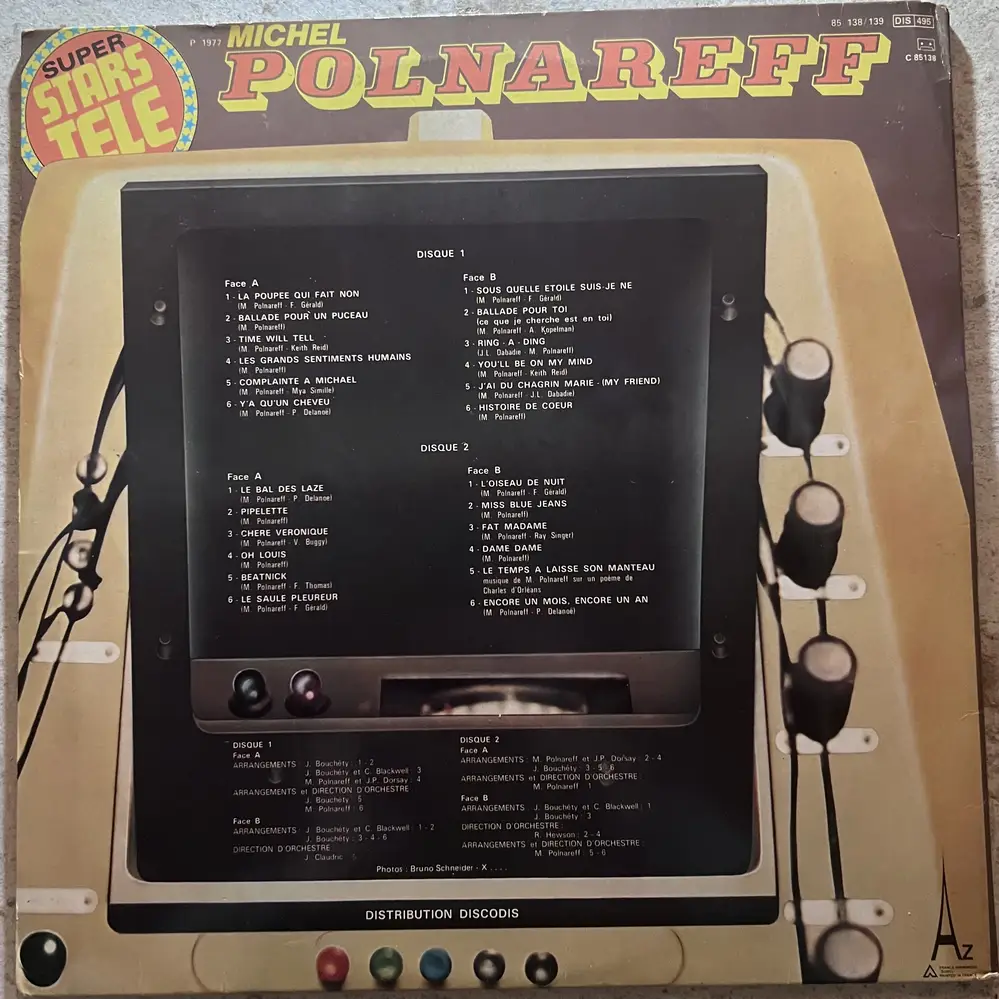 SUPER
STARS
TELE
P 1977
MICHEL
POLNAREFF
85 138/139 DIS 495
C 85138
DISQUE 1
Face A
1 - LA POUPEE QUI FAIT NON
(M. Polnareff - F. Gérald)
2 - BALLADE POUR UN PUCEAU
(M. Polnareff)
3 - TIME WILL TELL
(M. Polnareff - Keith Reid)
4 - LES GRANDS SENTIMENTS HUMAINS
(M. Polnareff)
5 - COMPLAINTE A MICHAEL
(M. Polnareff - Mya Simille)
6 - Y'A QU'UN CHEVEU
(M. Polnareff - P. Delanoë)
Face B
1 - SOUS QUELLE ETOILE SUIS-JE NE
(M. Polnareff - F. Gérald)
2 - BALLADE POUR TOI
(ce que je cherche est en toi)
(M. Polnareff - A. Kopelman)
3 - RING - A - DING
(J.L. Dabadie - M. Polnareff)
4 - YOU'LL BE ON MY MIND
(M. Polnareff - Keith Reid)
5 - J'AI DU CHAGRIN MARIE - (MY FRIEND)
(M. Polnareff - J.L. Dabadie)
6 - HISTOIRE DE COEUR
(M. Polnareff)
DISQUE 2
Face A
1 - LE BAL DES LAZE
(M. Polnareff - P. Delanoe)
2 - PIPELETTE
(M. Polnareff)
3 - CHERE VERONIQUE
(M. Polnareff - V. Buggy)
4 - OH LOUIS
(M. Polnareff)
5 - BEATNICK
(M. Polnareff - F. Thomas)
6 - LE SAULE PLEUREUR
(M. Polnareff - F. Gérald)
Face B
1 - L'OISEAU DE NUIT
(M. Polnareff - F. Gérald)
2 - MISS BLUE JEANS
(M. Polnareff)
3 - FAT MADAME
(M. Polnareff - Ray Singer)
4 - DAME DAME
(M. Polnareff)
5 - LE TEMPS A LAISSE SON MANTEAU
musique de M. Polnareff sur un poème de
Charles d'Orléans
6 - ENCORE UN MOIS, ENCORE UN AN
(M. Polnareff - P. Delanoë)
DISQUE 1
Face A
ARRANGEMENTS : J. Bouchéty : 1 - 2
J. Bouchéty et C. Blackwell : 3
M. Polnareff et J.P. Dorsay : 4
ARRANGEMENTS et DIRECTION D'ORCHESTRE
J. Bouchéty : 5
M. Polnareff : 6
Face B
ARRANGEMENTS : J. Bouchéty et C. Blackwell : 1 - 2
J. Bouchéty : 3 - 4 - 6
DIRECTION D'ORCHESTRE :
J. Claudric : 5
DISQUE 2
Face A
ARRANGEMENTS : M. Polnareff et J.P. Dorsay : 2 - 4
J. Bouchéty : 3 - 5 - 6
ARRANGEMENTS et DIRECTION D'ORCHESTRE :
M. Polnareff : 1
Face B
ARRANGEMENTS : J. Bouchéty et C. Blackwell : 1
J. Bouchéty : 3
DIRECTION D'ORCHESTRE :
R. Hewson : 2 - 4
ARRANGEMENTS et DIRECTION D'ORCHESTRE :
M. Polnareff : 5 - 6
Photos : Bruno Schneider - X . . . .
DISTRIBUTION DISCODIS
AZ